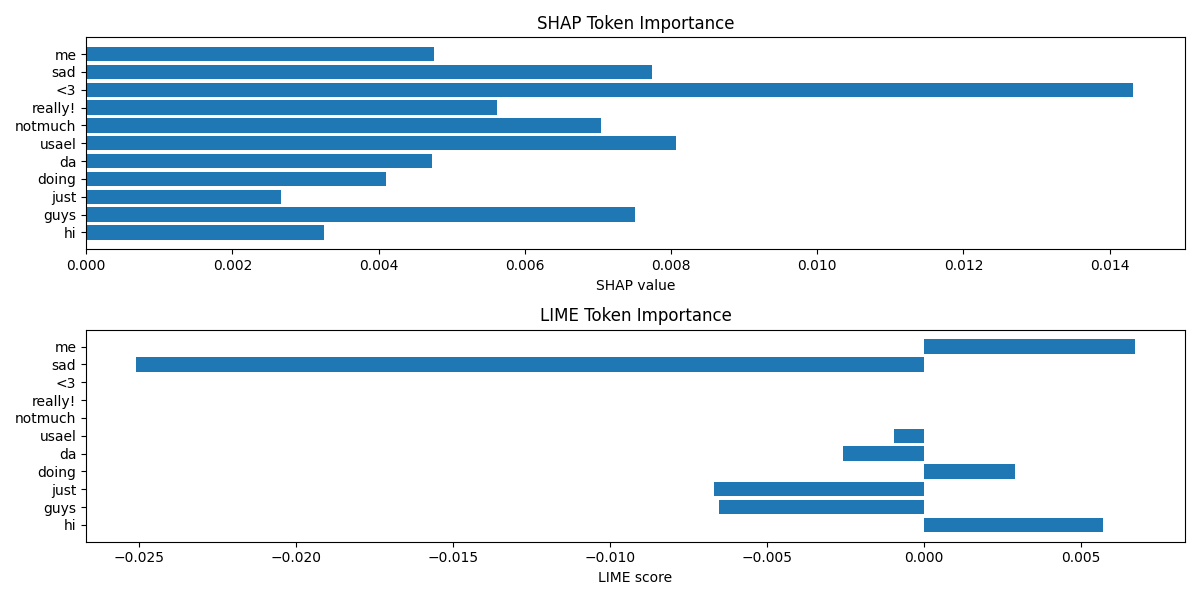 SHAP Token Importance
me
sad
<3
really!
notmuch
usael
da
doing
just
guys
hi
0.000 0.002 0.004 0.006 0.008 0.010 0.012 0.014
SHAP value
LIME Token Importance
me
sad
<3
really!
notmuch
usael
da
doing
just
guys
hi
−0.025 −0.020 −0.015 −0.010 −0.005 0.000 0.005
LIME score